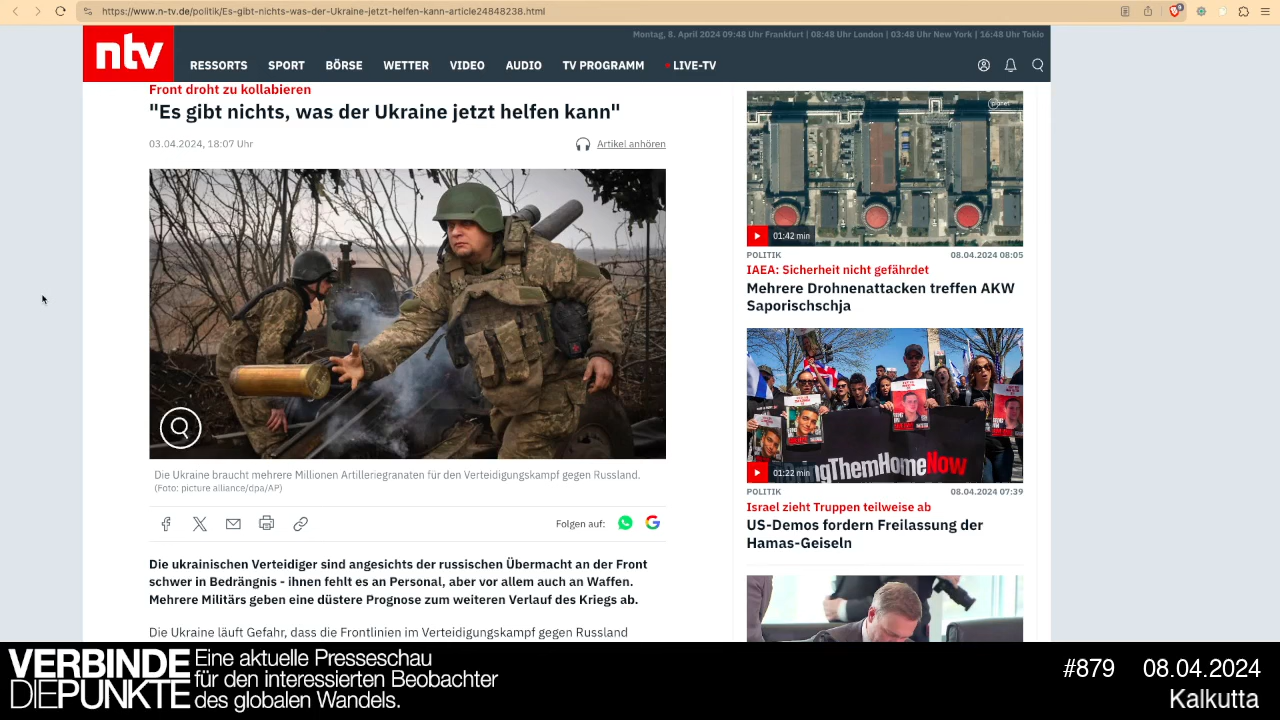 https://www.n-tv.de/politik/Es-gibt-nichts-was-der-Ukraine-jetzt-helfen-kann-article24848238.html
ntv
Montag, 8. April 2024 09:48 Uhr Frankfurt | 08:48 Uhr London | 03:48 Uhr New York | 16:48 Uhr Tokio
RESSORTS SPORT BÖRSE WETTER VIDEO AUDIO TV PROGRAMM LIVE-TV
Front droht zu kollabieren
"Es gibt nichts, was der Ukraine jetzt helfen kann"
03.04.2024, 18:07 Uhr
Artikel anhören
Die Ukraine braucht mehrere Millionen Artilleriegranaten für den Verteidigungskampf gegen Russland.
(Foto: picture alliance/dpa/AP)
Folgen auf:
Die ukrainischen Verteidiger sind angesichts der russischen Übermacht an der Front
schwer in Bedrängnis - ihnen fehlt es an Personal, aber vor allem auch an Waffen.
Mehrere Militärs geben eine düstere Prognose zum weiteren Verlauf des Kriegs ab.
Die Ukraine läuft Gefahr, dass die Frontlinien im Verteidigungskampf gegen Russland
planet
01:42 min
POLITIK 08.04.2024 08:05
IAEA: Sicherheit nicht gefährdet
Mehrere Drohnenattacken treffen AKW
Saporischschja
ngThemHomeNow
01:22 min
POLITIK 08.04.2024 07:39
Israel zieht Truppen teilweise ab
US-Demos fordern Freilassung der
Hamas-Geiseln
VERBINDE
DIEPUNKTE
Eine aktuelle Presseschau
für den interessierten Beobachter
des globalen Wandels.
#879 08.04.2024
Kalkutta